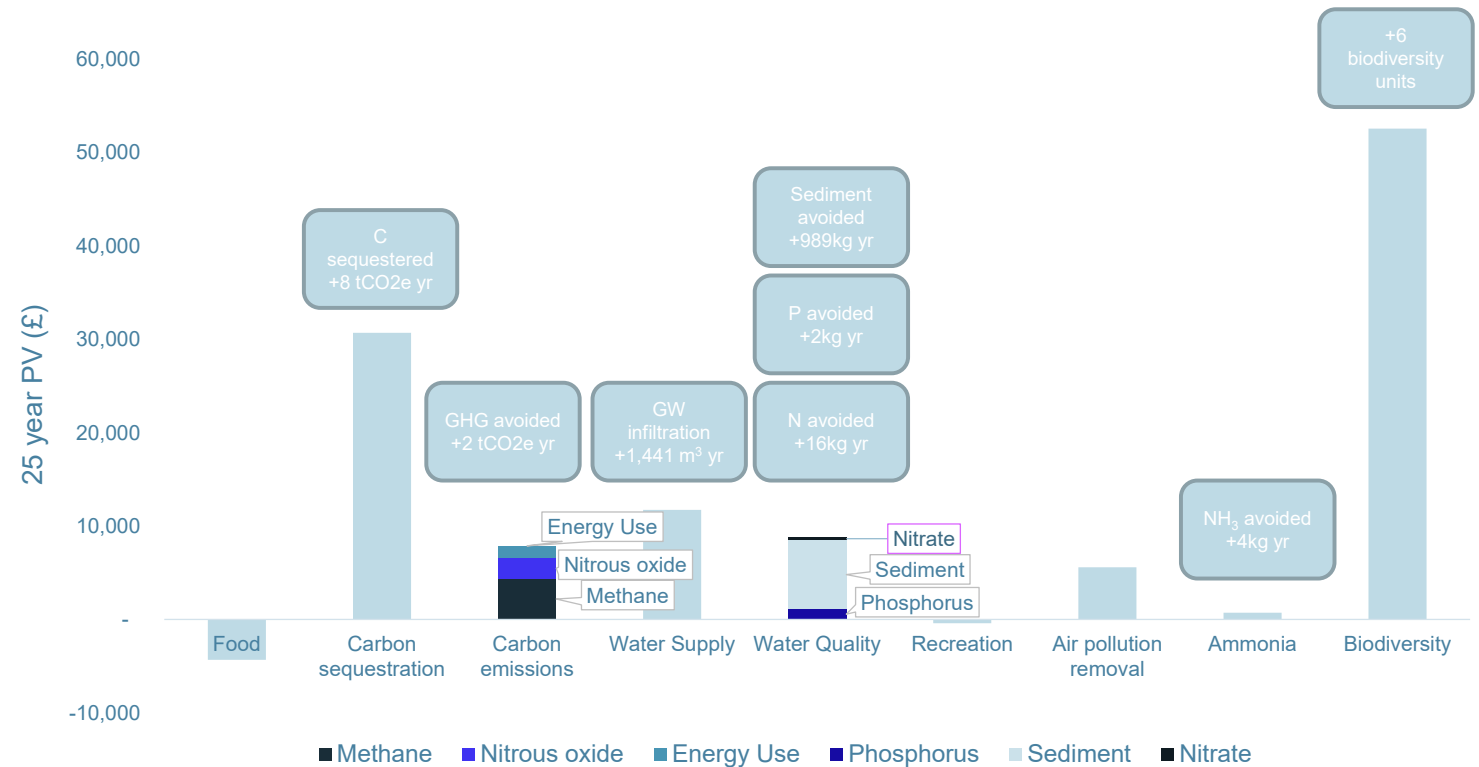 25 year PV (£)
60,000
50,000
40,000
30,000
20,000
10,000
-
-10,000
C
sequestered
+8 tCO2e yr
GHG avoided
+2 tCO2e yr
GW
infiltration
+1,441 m³ yr
Sediment
avoided
+989kg yr
P avoided
+2kg yr
N avoided
+16kg yr
NH₃ avoided
+4kg yr
+6
biodiversity
units
Energy Use
Nitrous oxide
Methane
Nitrate
Sediment
Phosphorus
Food
Carbon
sequestration
Carbon
emissions
Water Supply
Water Quality
Recreation
Air pollution
removal
Ammonia
Biodiversity
Methane
Nitrous oxide
Energy Use
Phosphorus
Sediment
Nitrate